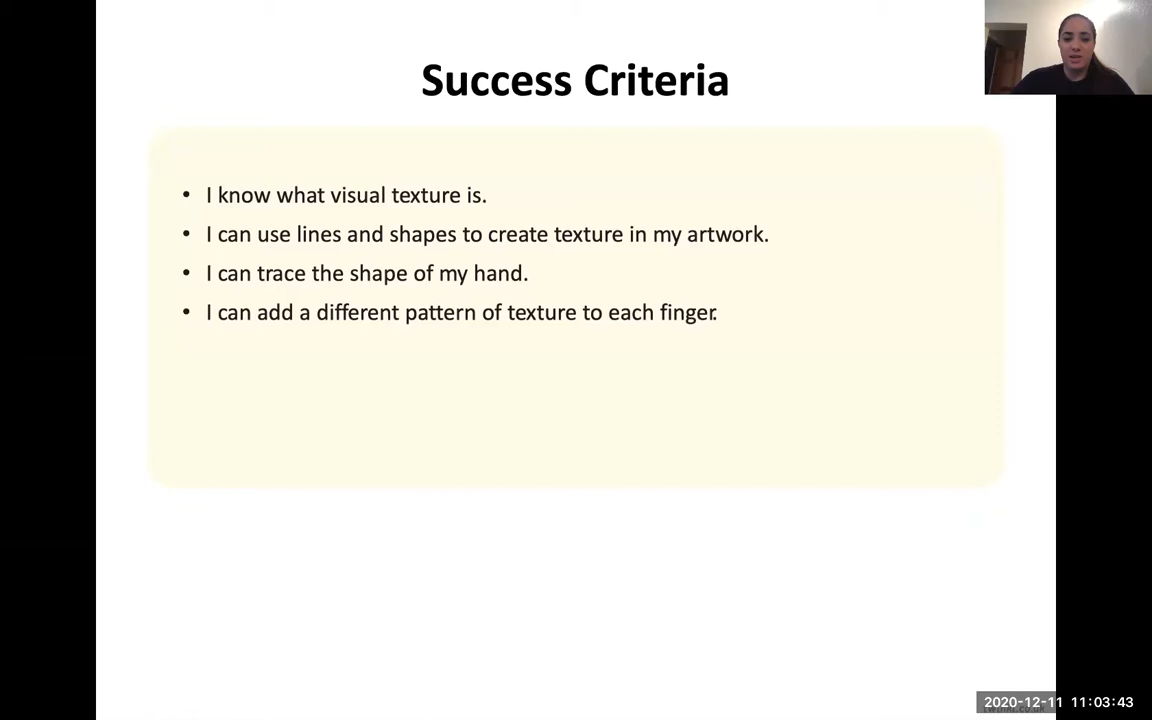 Success Criteria
• I know what visual texture is.
• I can use lines and shapes to create texture in my artwork.
• I can trace the shape of my hand.
• I can add a different pattern of texture to each finger.
2020-12-11 11:03:43